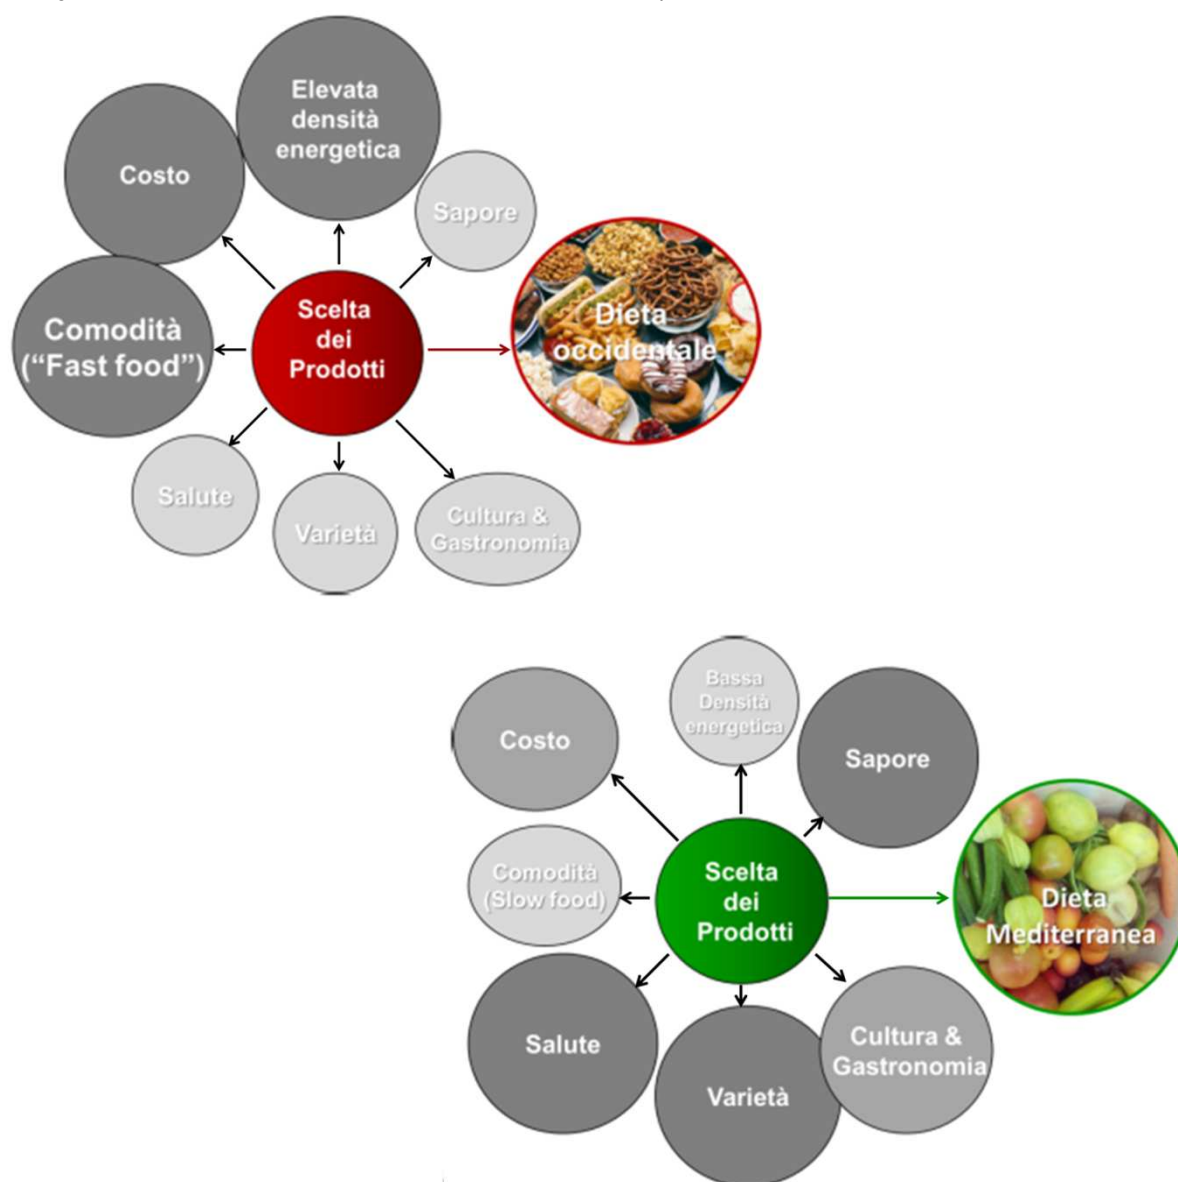 Elevata
densità
energetica
Costo
Sapore
Comodità
(“Fast food”)
Scelta
dei
Prodotti
Dieta
occidentale
Salute
Varietà
Cultura &
Gastronomia
Bassa
Densità
energetica
Costo
Sapore
Comodità
(Slow food)
Scelta
dei
Prodotti
Dieta
Mediterranea
Salute
Varietà
Cultura &
Gastronomia